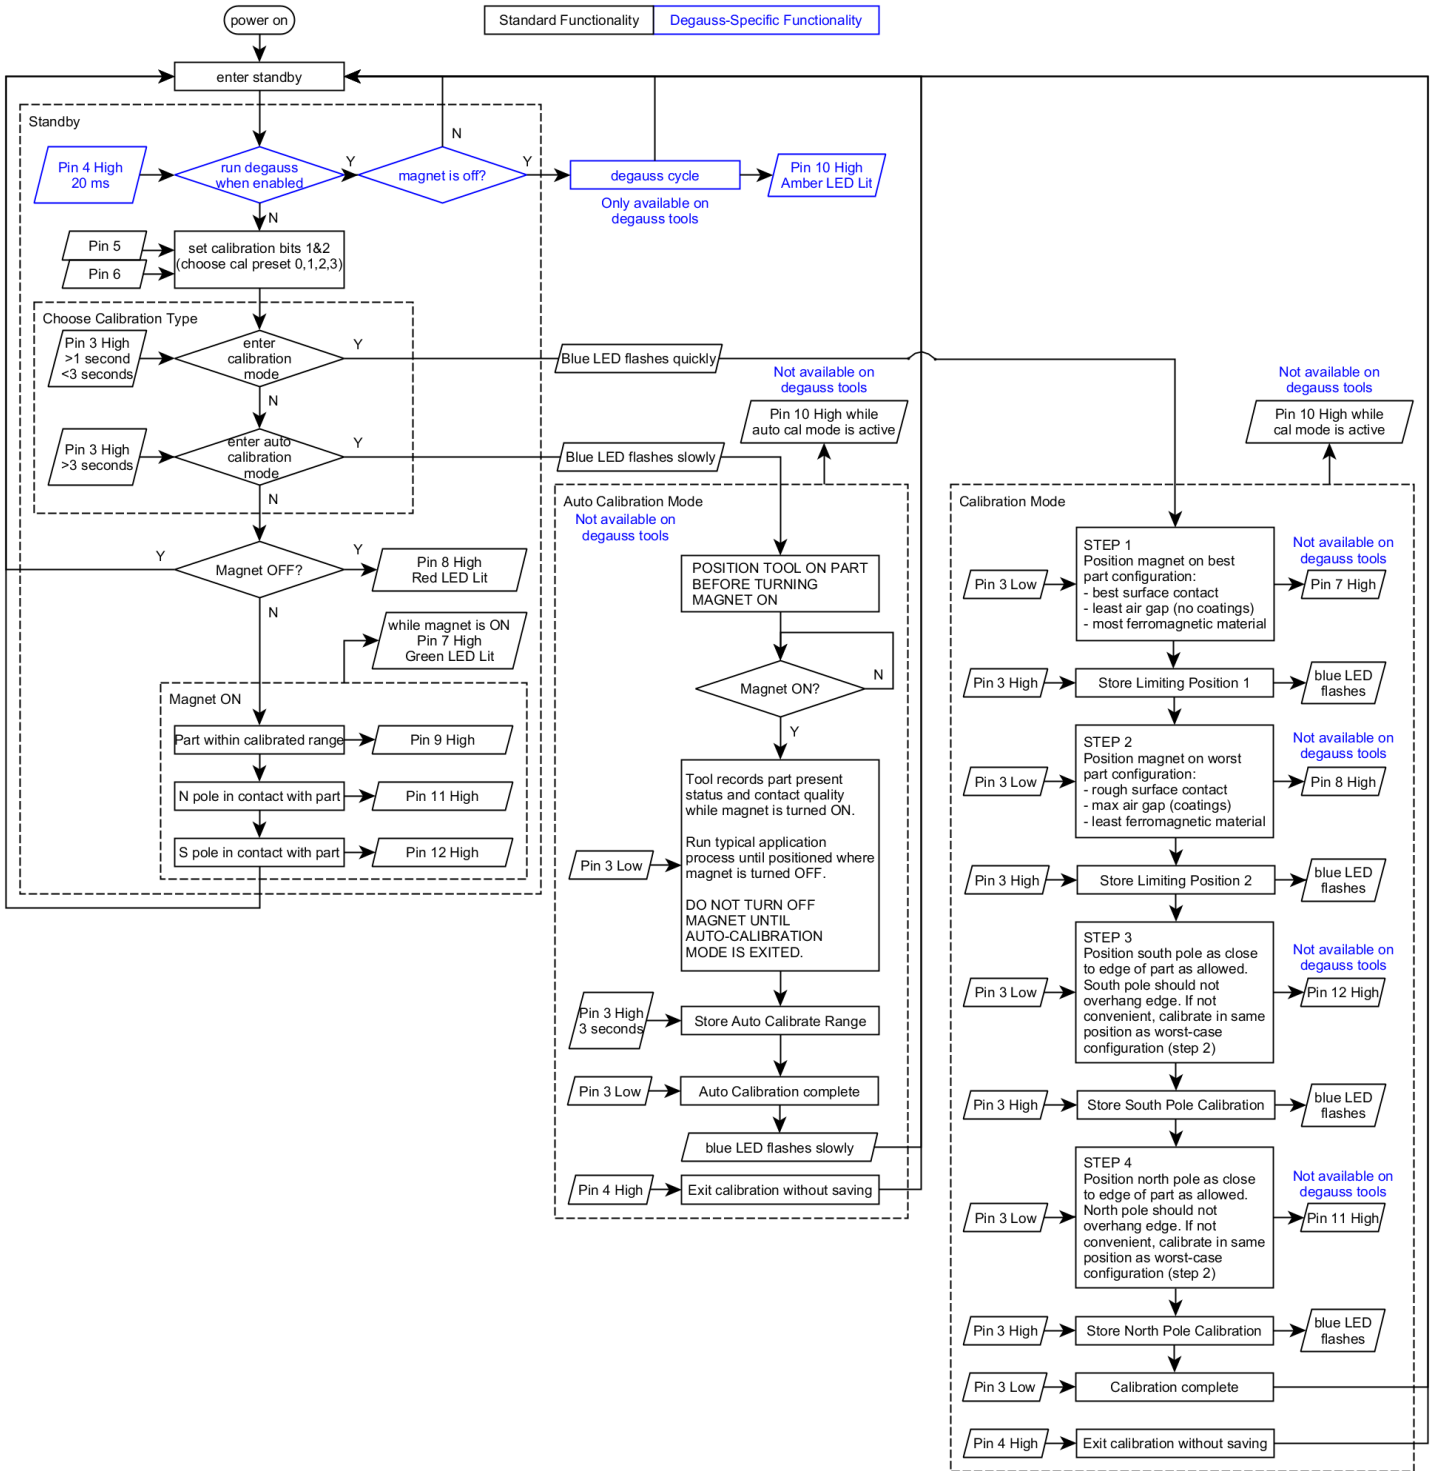 power on
Standard Functionality
Degauss-Specific Functionality
enter standby
Standby
Pin 4 High
20 ms
run degauss
when enabled
Y
magnet is off?
N
Y
degauss cycle
Only available on
degauss tools
Pin 10 High
Amber LED Lit
N
Pin 5
Pin 6
set calibration bits 1&2
(choose cal preset 0,1,2,3)
Choose Calibration Type
Pin 3 High
>1 second
<3 seconds
enter
calibration
mode
Y
Blue LED flashes quickly
N
Pin 3 High
>3 seconds
enter auto
calibration
mode
Y
Blue LED flashes slowly
N
Y
Magnet OFF?
Y
Pin 8 High
Red LED Lit
N
while magnet is ON
Pin 7 High
Green LED Lit
Magnet ON
Part within calibrated range
Pin 9 High
N pole in contact with part
Pin 11 High
S pole in contact with part
Pin 12 High
Not available on
degauss tools
Pin 10 High while
auto cal mode is active
Auto Calibration Mode
Not available on
degauss tools
POSITION TOOL ON PART
BEFORE TURNING
MAGNET ON
Magnet ON?
N
Y
Pin 3 Low
Tool records part present
status and contact quality
while magnet is turned ON.
Run typical application
process until positioned where
magnet is turned OFF.
DO NOT TURN OFF
MAGNET UNTIL
AUTO-CALIBRATION
MODE IS EXITED.
Pin 3 High
3 seconds
Store Auto Calibrate Range
Pin 3 Low
Auto Calibration complete
blue LED flashes slowly
Pin 4 High
Exit calibration without saving
Not available on
degauss tools
Pin 10 High while
cal mode is active
Calibration Mode
Pin 3 Low
STEP 1
Position magnet on best
part configuration:
- best surface contact
- least air gap (no coatings)
- most ferromagnetic material
Not available on
degauss tools
Pin 7 High
Pin 3 High
Store Limiting Position 1
blue LED
flashes
Pin 3 Low
STEP 2
Position magnet on worst
part configuration:
- rough surface contact
- max air gap (coatings)
- least ferromagnetic material
Not available on
degauss tools
Pin 8 High
Pin 3 High
Store Limiting Position 2
blue LED
flashes
Pin 3 Low
STEP 3
Position south pole as close
to edge of part as allowed.
South pole should not
overhang edge. If not
convenient, calibrate in same
position as worst-case
configuration (step 2)
Not available on
degauss tools
Pin 12 High
Pin 3 High
Store South Pole Calibration
blue LED
flashes
Pin 3 Low
STEP 4
Position north pole as close
to edge of part as allowed.
North pole should not
overhang edge. If not
convenient, calibrate in same
position as worst-case
configuration (step 2)
Not available on
degauss tools
Pin 11 High
Pin 3 High
Store North Pole Calibration
blue LED
flashes
Pin 3 Low
Calibration complete
Pin 4 High
Exit calibration without saving